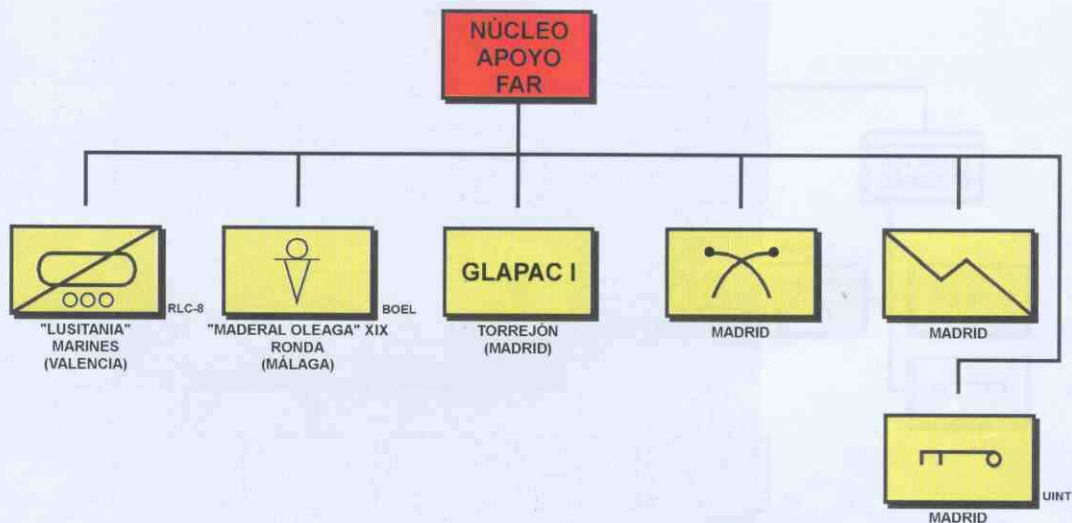 NÚCLEO
APOYO
FAR
RLC-8
"LUSITANIA"
MARINES
(VALENCIA)
BOEL
"MADERAL OLEAGA" XIX
RONDA
(MÁLAGA)
GLAPAC I
TORREJÓN
(MADRID)
MADRID
MADRID
UINT
MADRID